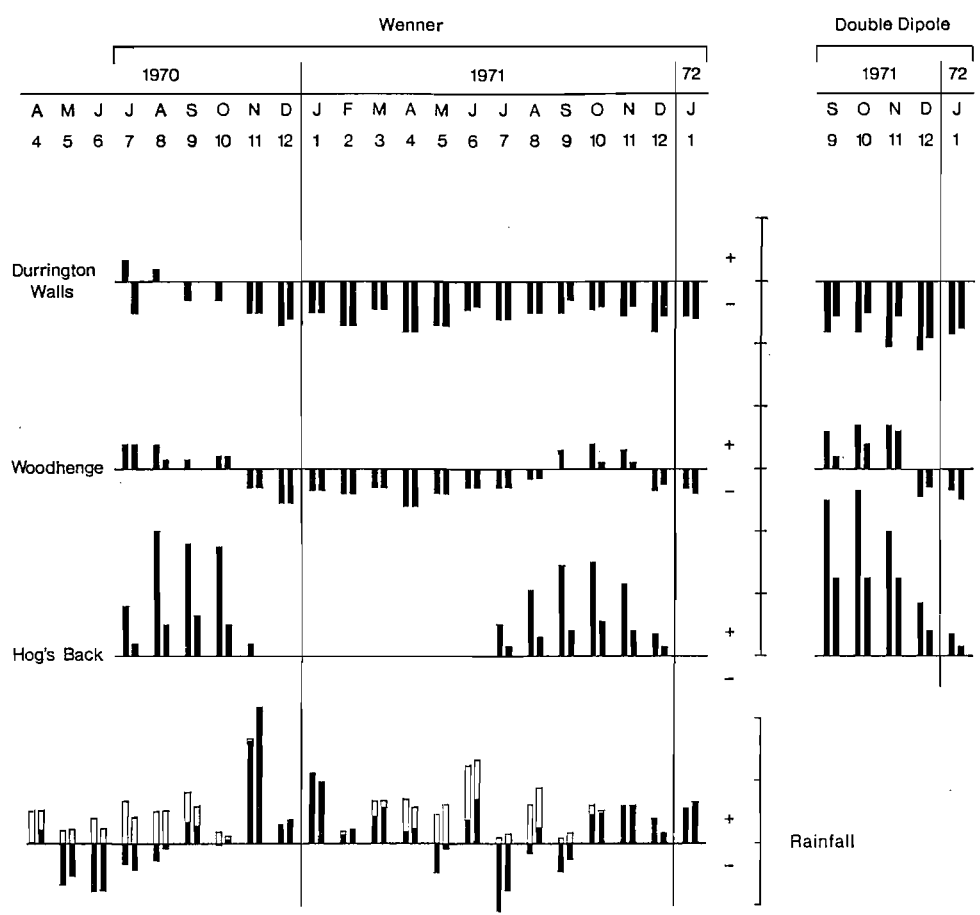 Wenner Double Dipole
1970 1971 72 1971 72
A M J J A S O N D J F M A M J J A S O N D J S O N D J
4 5 6 7 8 9 10 11 12 1 2 3 4 5 6 7 8 9 10 11 12 1 9 10 11 12 1
+
Durrington
Walls
–
+
Woodhenge
–
+
Hog's Back
–
+
Rainfall
–